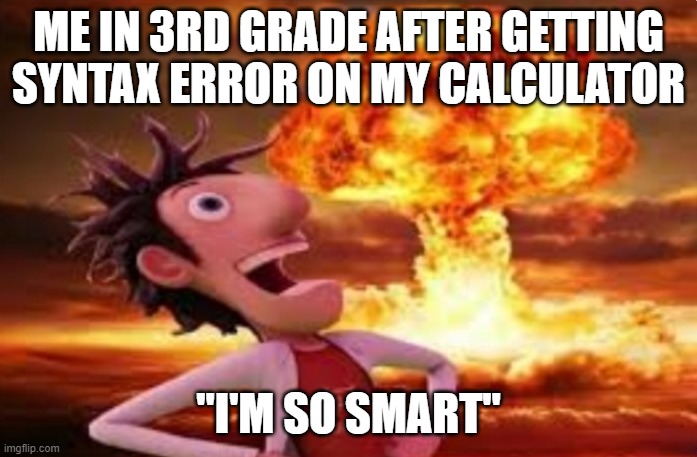 ME IN 3RD GRADE AFTER GETTING
SYNTAX ERROR ON MY CALCULATOR
"I'M SO SMART"
imgflip.com